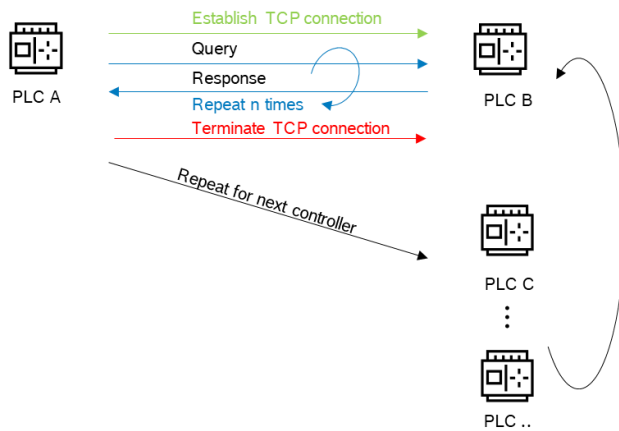 Establish TCP connection
Query
Response
Repeat n times
Terminate TCP connection
PLC A
PLC B
Repeat for next controller
PLC C
PLC ..